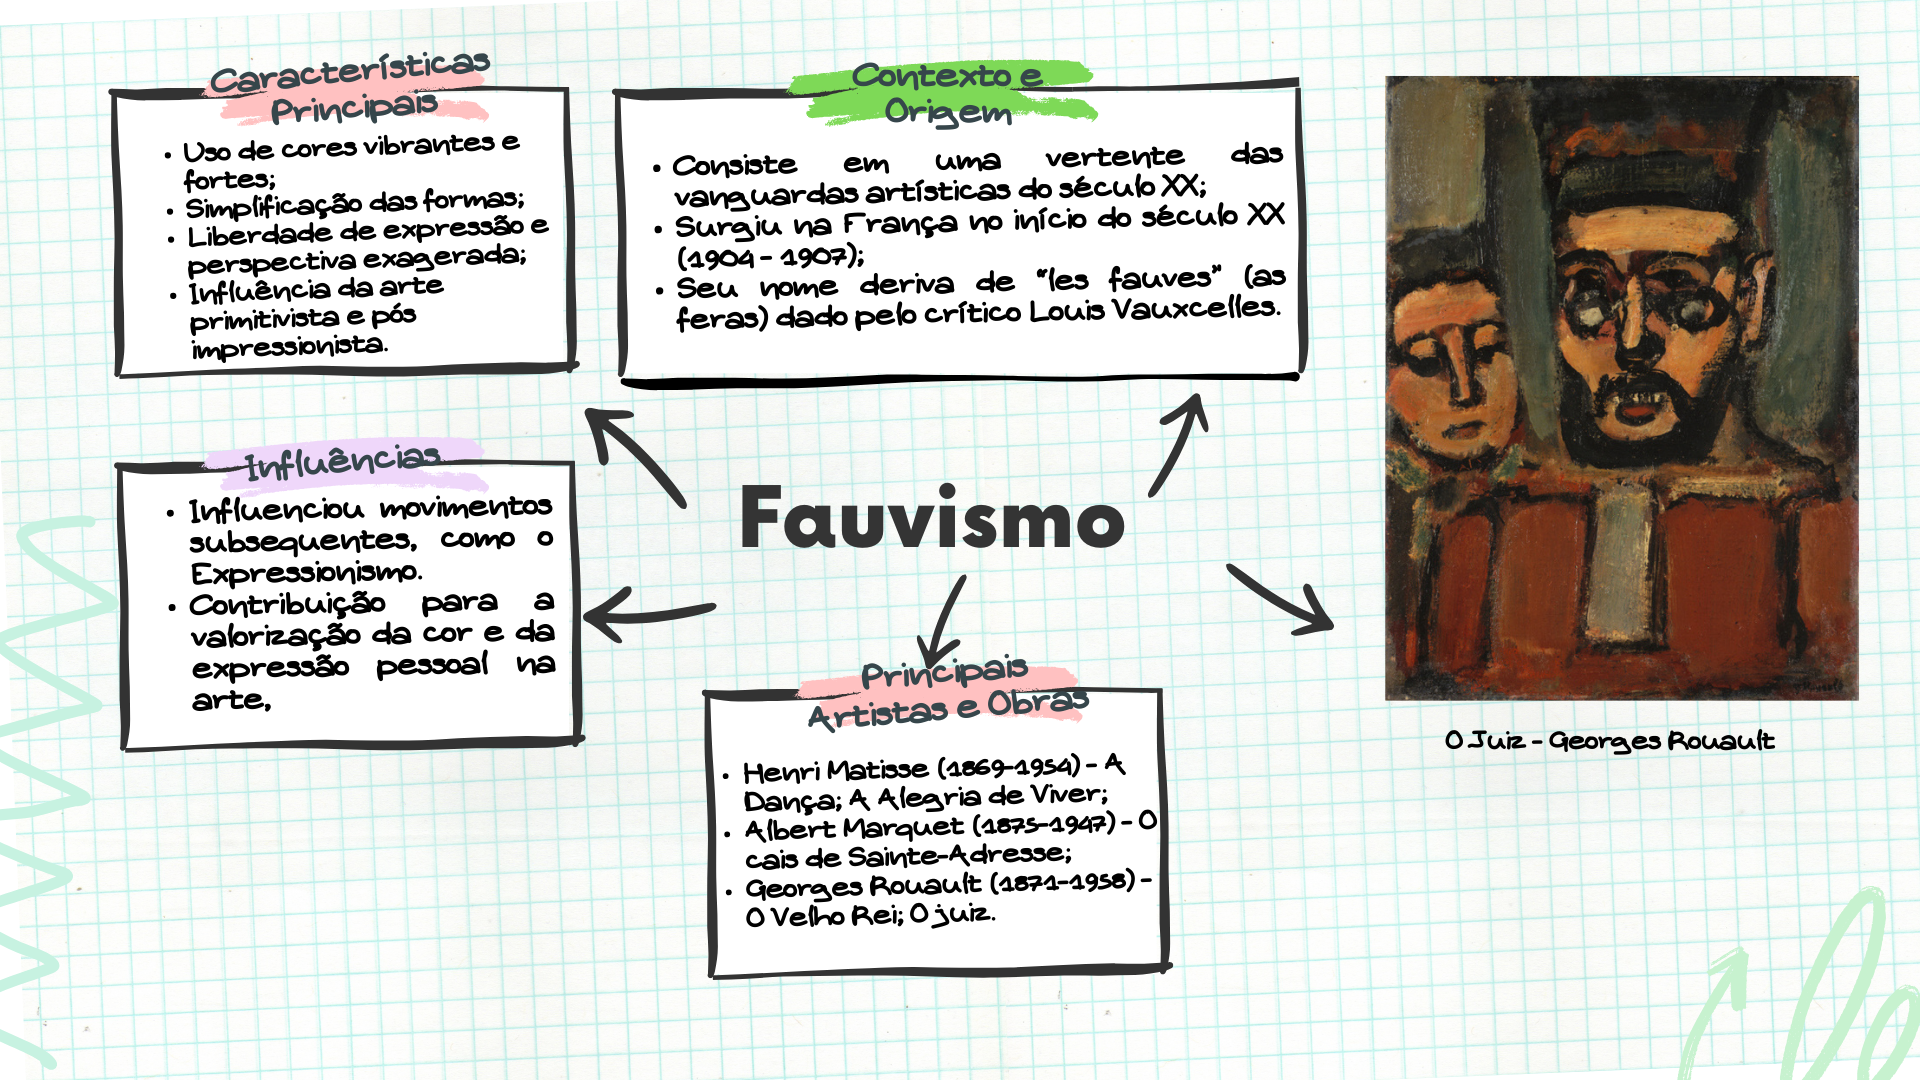 Características
Principais
• Uso de cores vibrantes e
fortes;
• Simplificação das formas;
• Liberdade de expressão e
perspectiva exagerada;
• Influência da arte
primitivista e pós
impressionista.
Contexto e
Origem
• Consiste em uma vertente das
vanguardas artísticas do século XX;
• Surgiu na França no início do século XX
(1904 - 1907);
• Seu nome deriva de “les fauves” (as
feras) dado pelo crítico Louis Vauxcelles.
Influências
• Influenciou movimentos
subsequentes, como o
Expressionismo.
• Contribuição para a
valorização da cor e da
expressão pessoal na
arte,
Fauvismo
Principais
Artistas e Obras
• Henri Matisse (1869-1954) - A
Dança; A Alegria de Viver;
• Albert Marquet (1875-1947) - O
cais de Sainte-Adresse;
• Georges Rouault (1871-1958) -
O Velho Rei; O juiz.
O Juiz - Georges Rouault